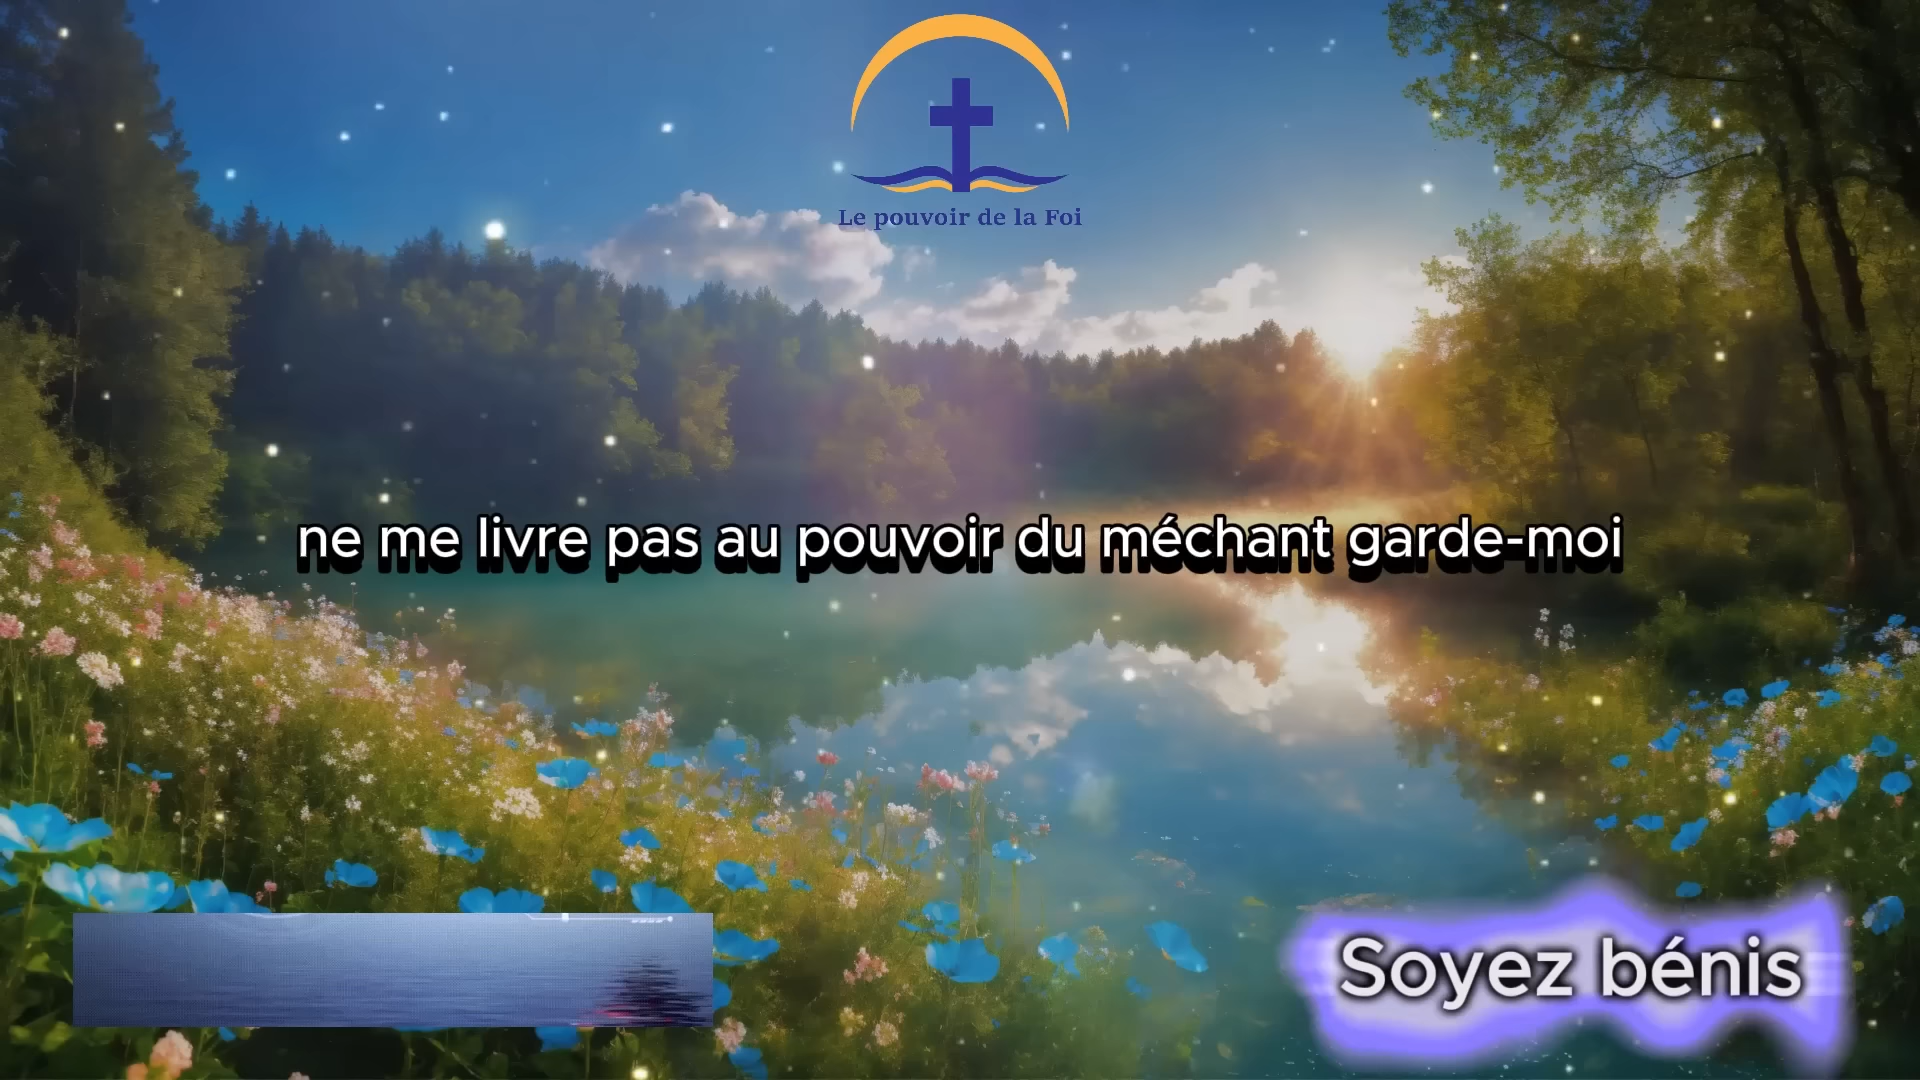 Le pouvoir de la Foi
ne me livre pas au pouvoir du méchant garde-moi
Soyez bénis